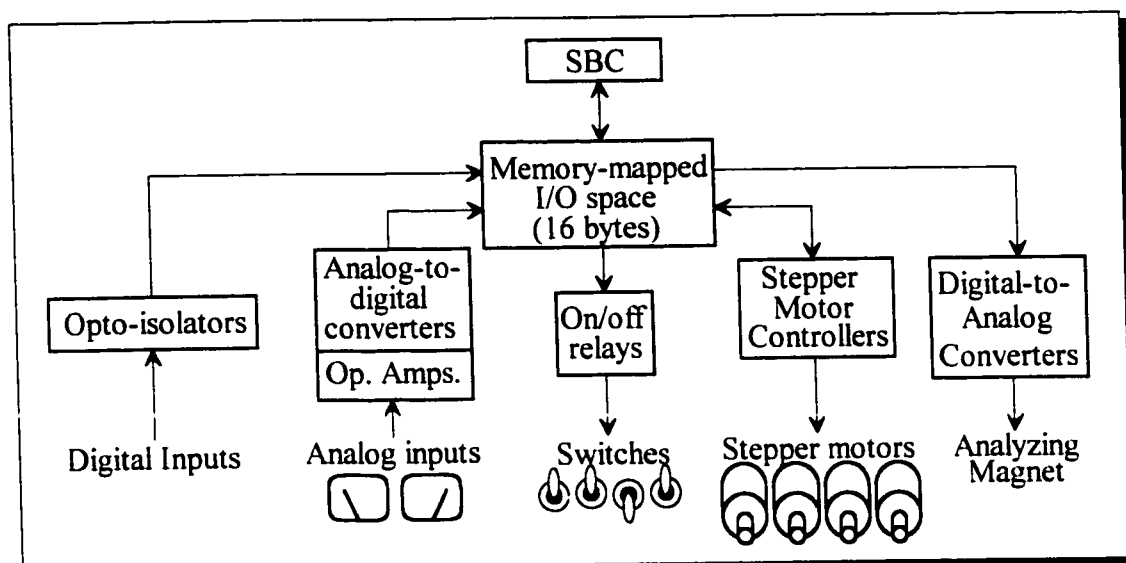 SBC
Memory-mapped
I/O space
(16 bytes)
Opto-isolators
Analog-to-
digital
converters
Op. Amps.
On/off
relays
Stepper
Motor
Controllers
Digital-to-
Analog
Converters
Digital Inputs
Analog inputs
Switches
Stepper motors
Analyzing
Magnet